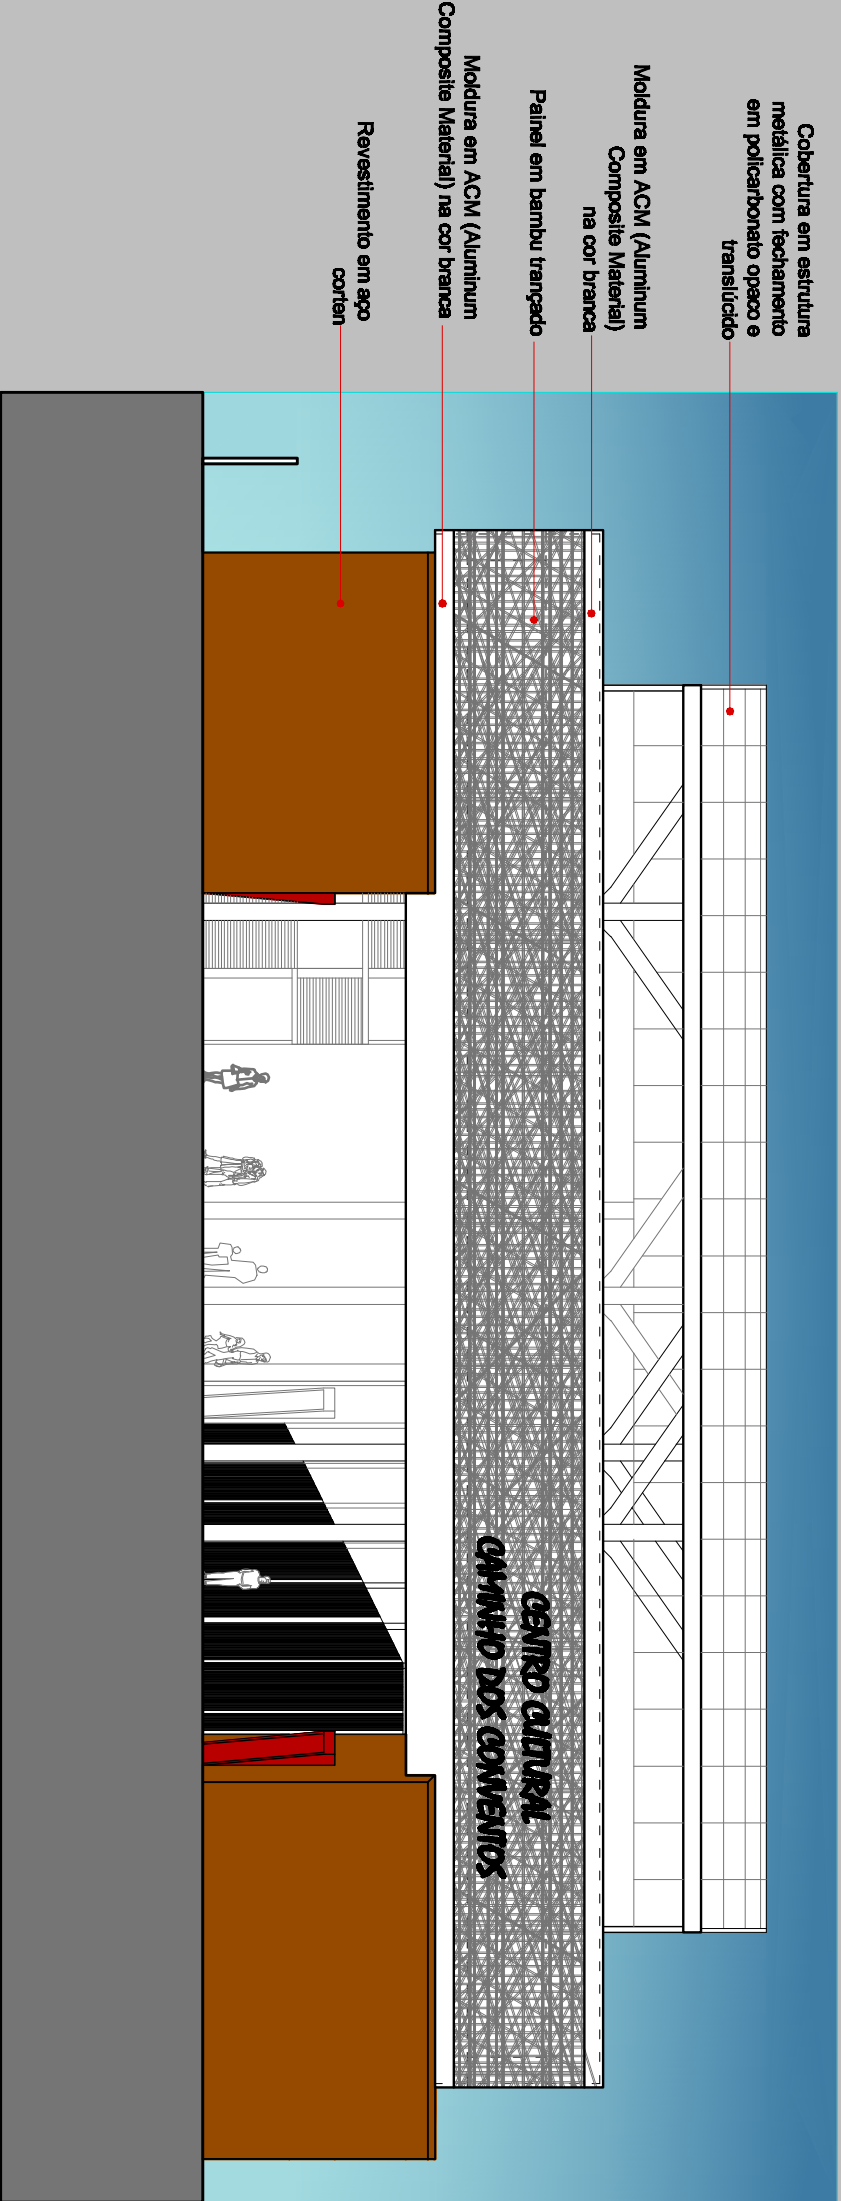 Cobertura em estrutura
metálica com fechamento
em policarbonato opaco e
translúcido
Moldura em ACM (Aluminum
Composite Material)
na cor branca
Painel em bambu trançado
Moldura em ACM (Aluminum
Composite Material) na cor branca
Revestimento em aço
corten
CENTRO CULTURAL
CAMINHO DOS CONVENTOS